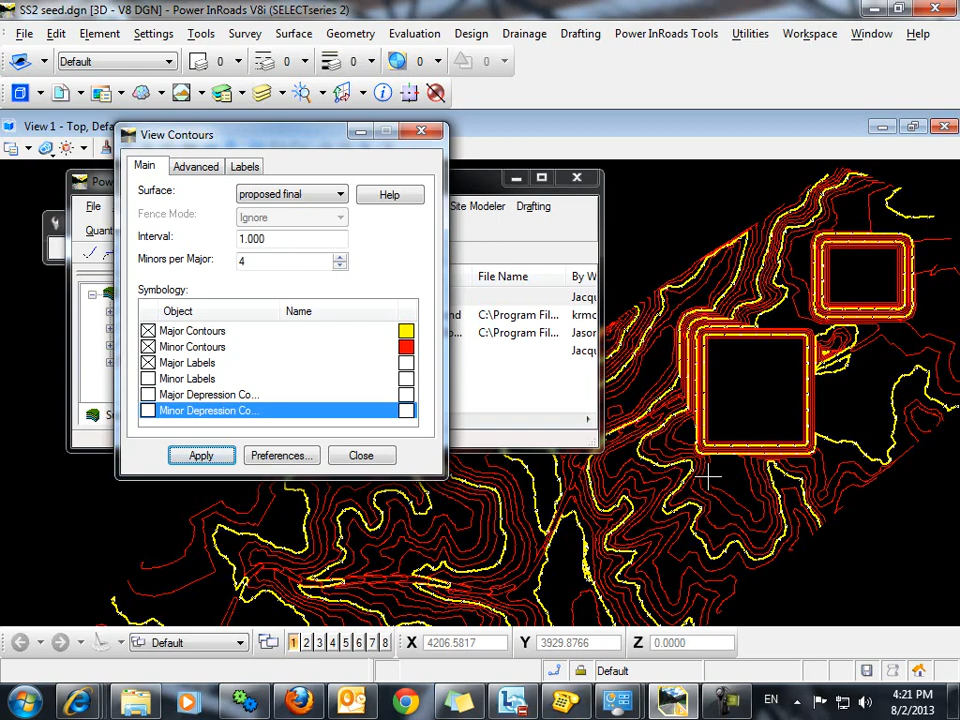 SS2 seed.dgn [3D - V8 DGN] - Power InRoads V8i (SELECTseries 2)
File Edit Element Settings Tools Survey Surface Geometry Evaluation Design Drainage Drafting Power InRoads Tools Utilities Workspace Window Help
Default 0 0 0 0 0
View 1 - Top, Defa
View Contours
Main Advanced Labels
Surface: proposed final Help
Fence Mode: Ignore
Interval: 1.000
Minors per Major: 4
Symbology:
Object Name
Major Contours
Minor Contours
Major Labels
Minor Labels
Major Depression Co...
Minor Depression Co...
Apply Preferences... Close
Pow
File
Quant
Site Modeler Drafting
File Name By W
Jacqu
nd C:\Program Fil... krmc
o... C:\Program Fil... Jason
Jacqu
Default 1 2 3 4 5 6 7 8 X 4206.5817 Y 3929.8766 Z 0.0000
Default
EN 4:21 PM
8/2/2013